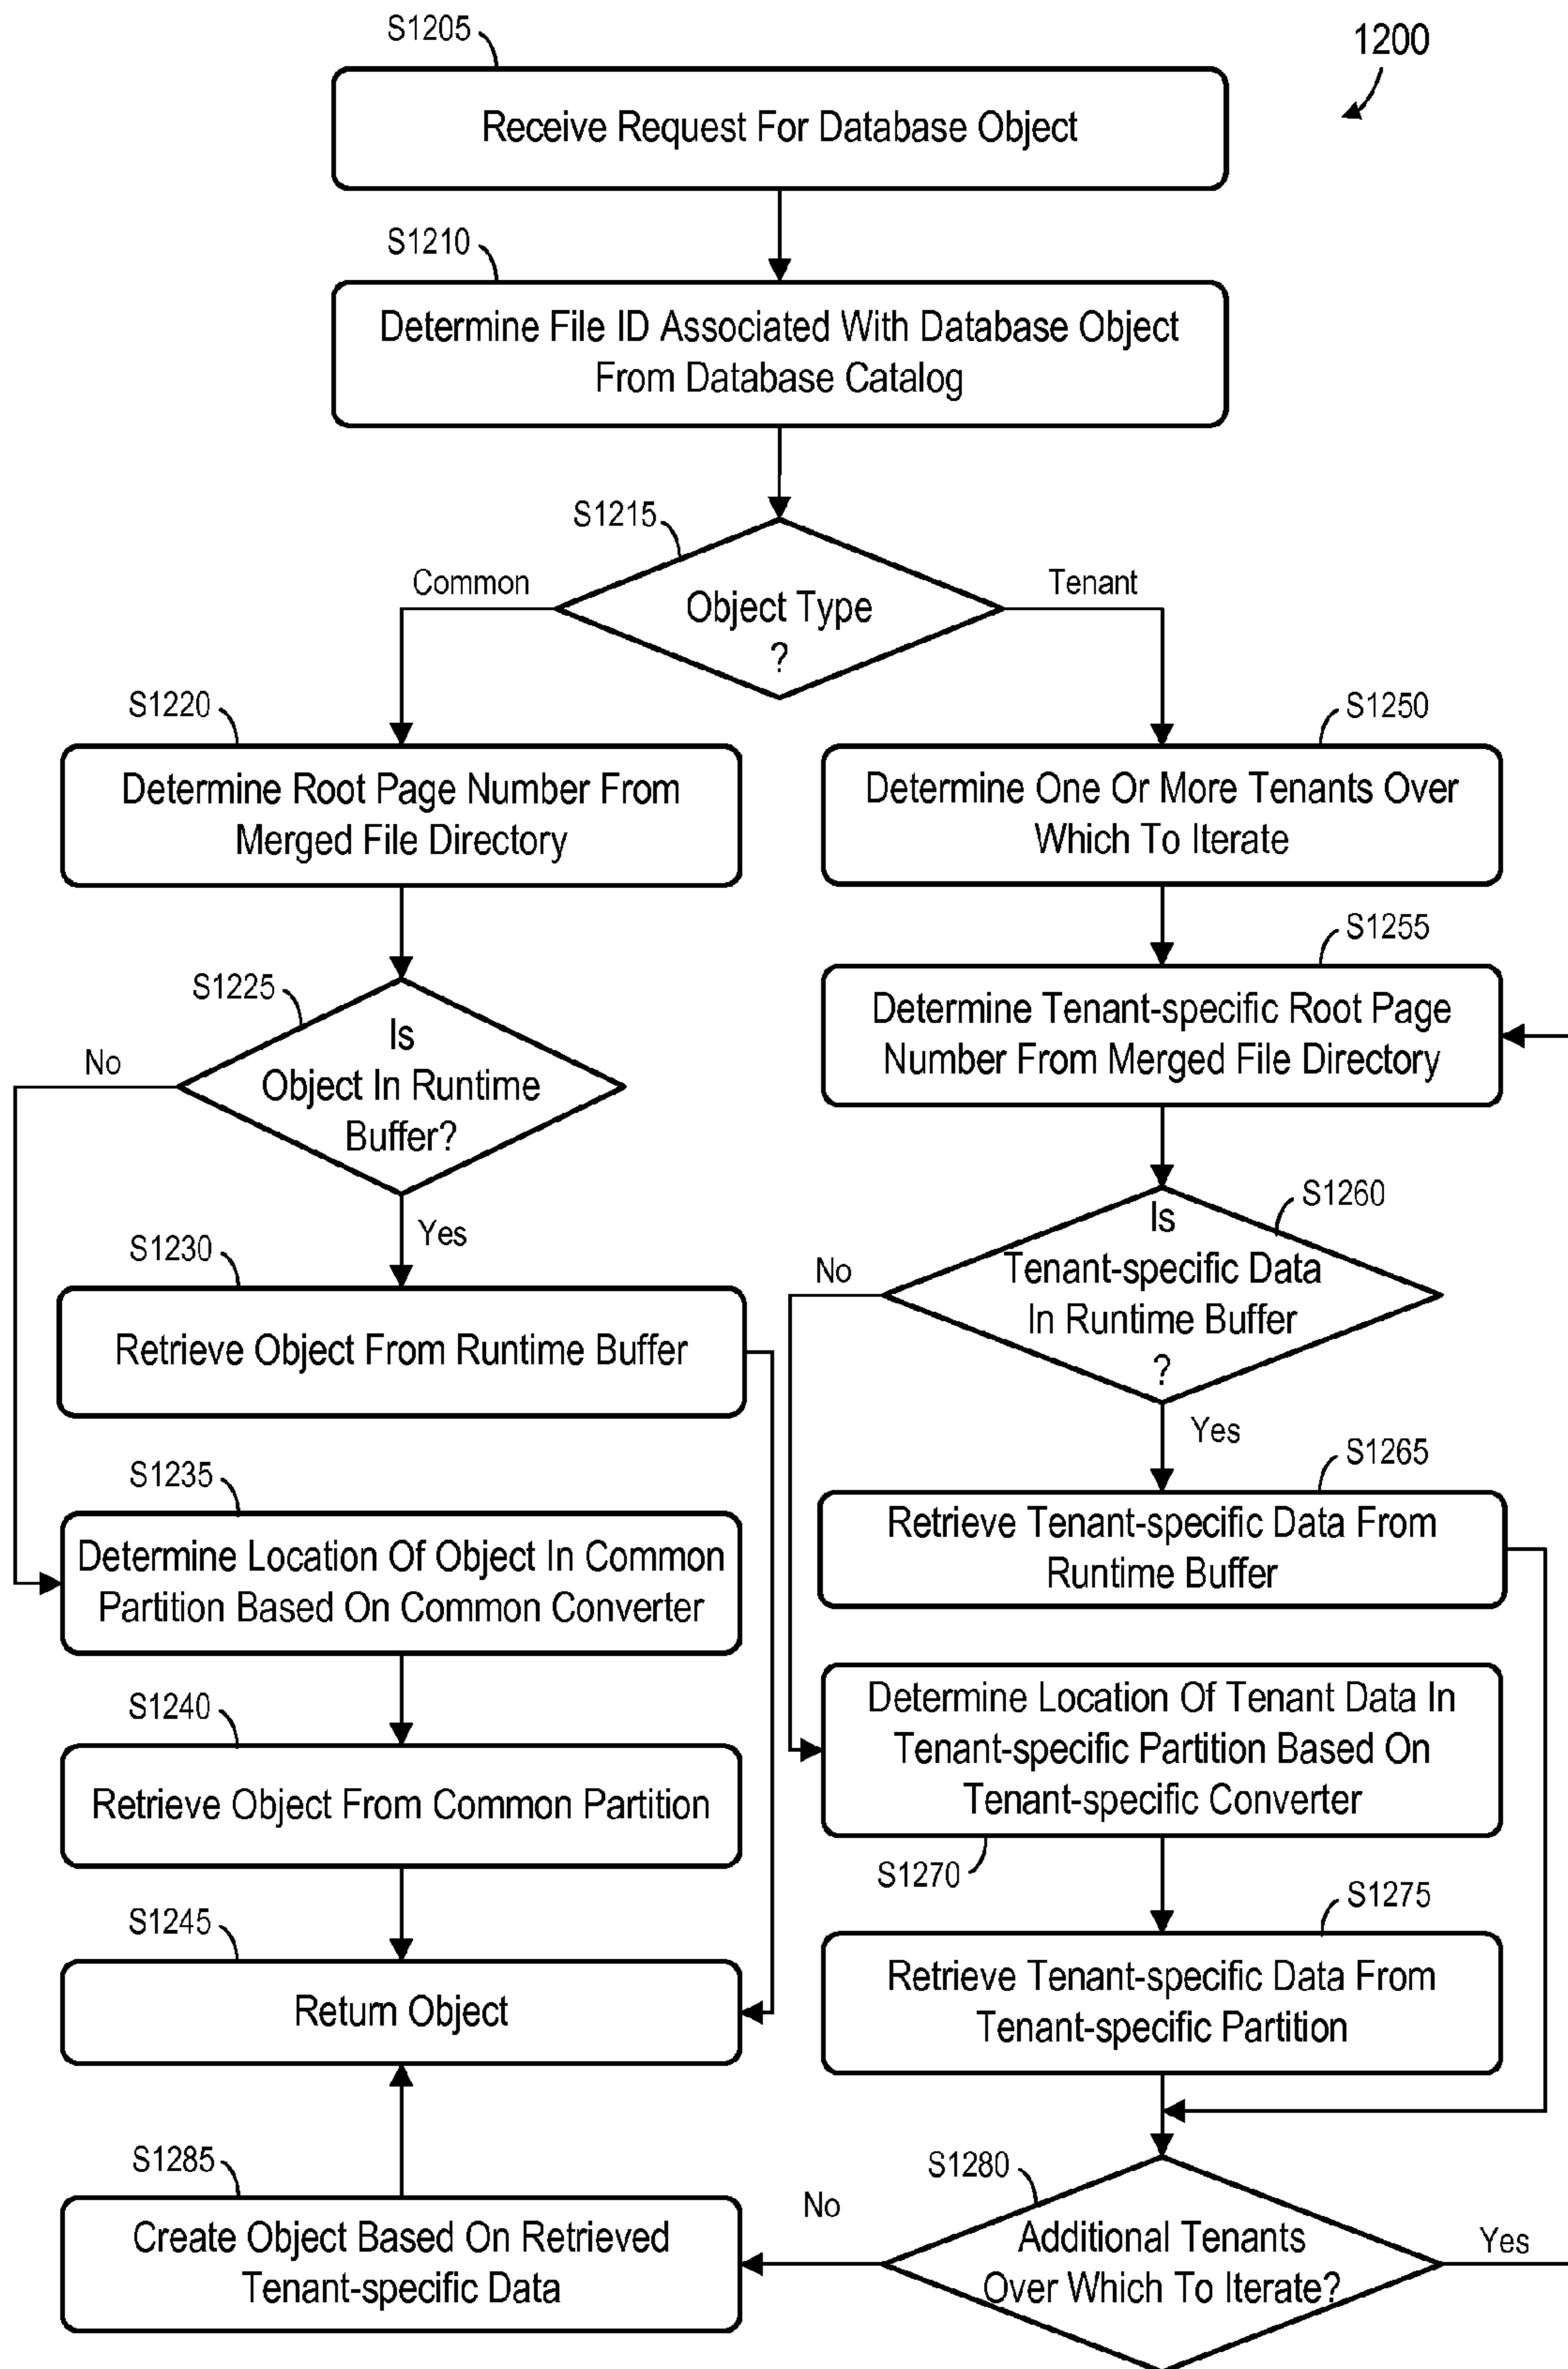 S1205
1200
Receive Request For Database Object
S1210
Determine File ID Associated With Database Object
From Database Catalog
S1215
Common
Tenant
Object Type
?
S1220
Determine Root Page Number From
Merged File Directory
S1225
Is
Object In Runtime
Buffer?
No
Yes
S1230
Retrieve Object From Runtime Buffer
S1235
Determine Location Of Object In Common
Partition Based On Common Converter
S1240
Retrieve Object From Common Partition
S1245
Return Object
S1250
Determine One Or More Tenants Over
Which To Iterate
S1255
Determine Tenant-specific Root Page
Number From Merged File Directory
S1260
Is
Tenant-specific Data
In Runtime Buffer
?
No
Yes
S1265
Retrieve Tenant-specific Data From
Runtime Buffer
Determine Location Of Tenant Data In
Tenant-specific Partition Based On
Tenant-specific Converter
S1270
S1275
Retrieve Tenant-specific Data From
Tenant-specific Partition
S1280
Additional Tenants
Over Which To Iterate?
No
Yes
S1285
Create Object Based On Retrieved
Tenant-specific Data